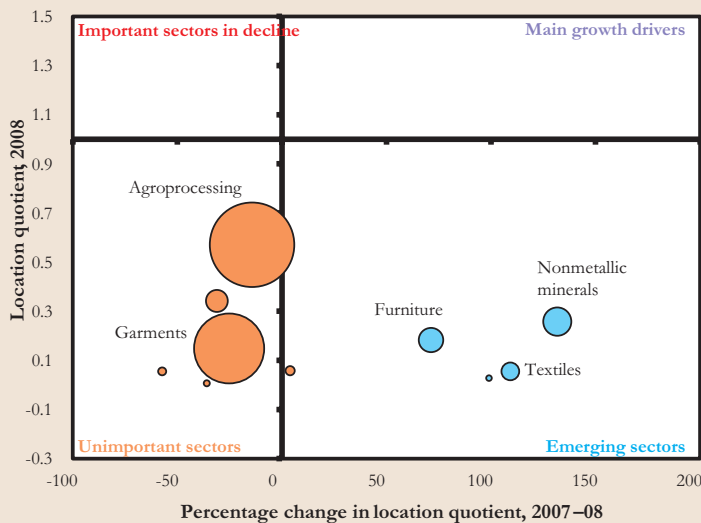 1.5
Important sectors in decline
Main growth drivers
1.3
1.1
0.9
Agroprocessing
0.7
0.5
Nonmetallic
minerals
Furniture
0.3
Garments
0.1
Textiles
-0.1
Unimportant sectors
Emerging sectors
-0.3
-100
-50
0
50
100
150
200
Location quotient, 2008
Percentage change in location quotient, 2007–08